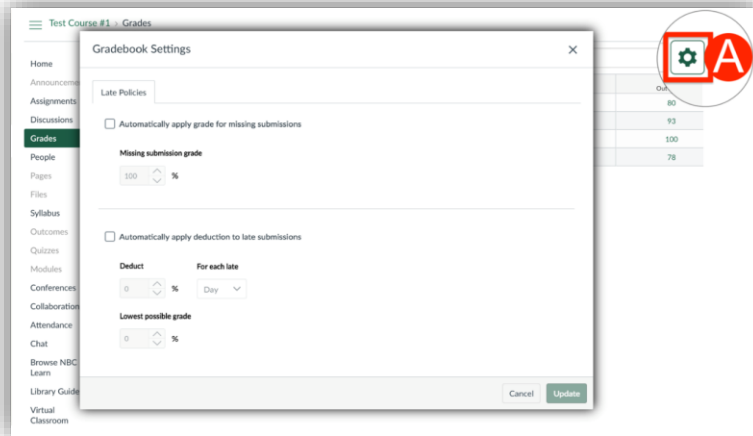 Test Course #1 › Grades
Gradebook Settings
Late Policies
Automatically apply grade for missing submissions
Missing submission grade
100 %
Automatically apply deduction to late submissions
Deduct For each late
0 % Day
Lowest possible grade
0 %
Cancel Update
Home
Announceme
Assignments
Discussions
Grades
People
Pages
Files
Syllabus
Outcomes
Quizzes
Modules
Conferences
Collaboration
Attendance
Chat
Browse NBC
Learn
Library Guide
Virtual
Classroom
A
80
93
100
78